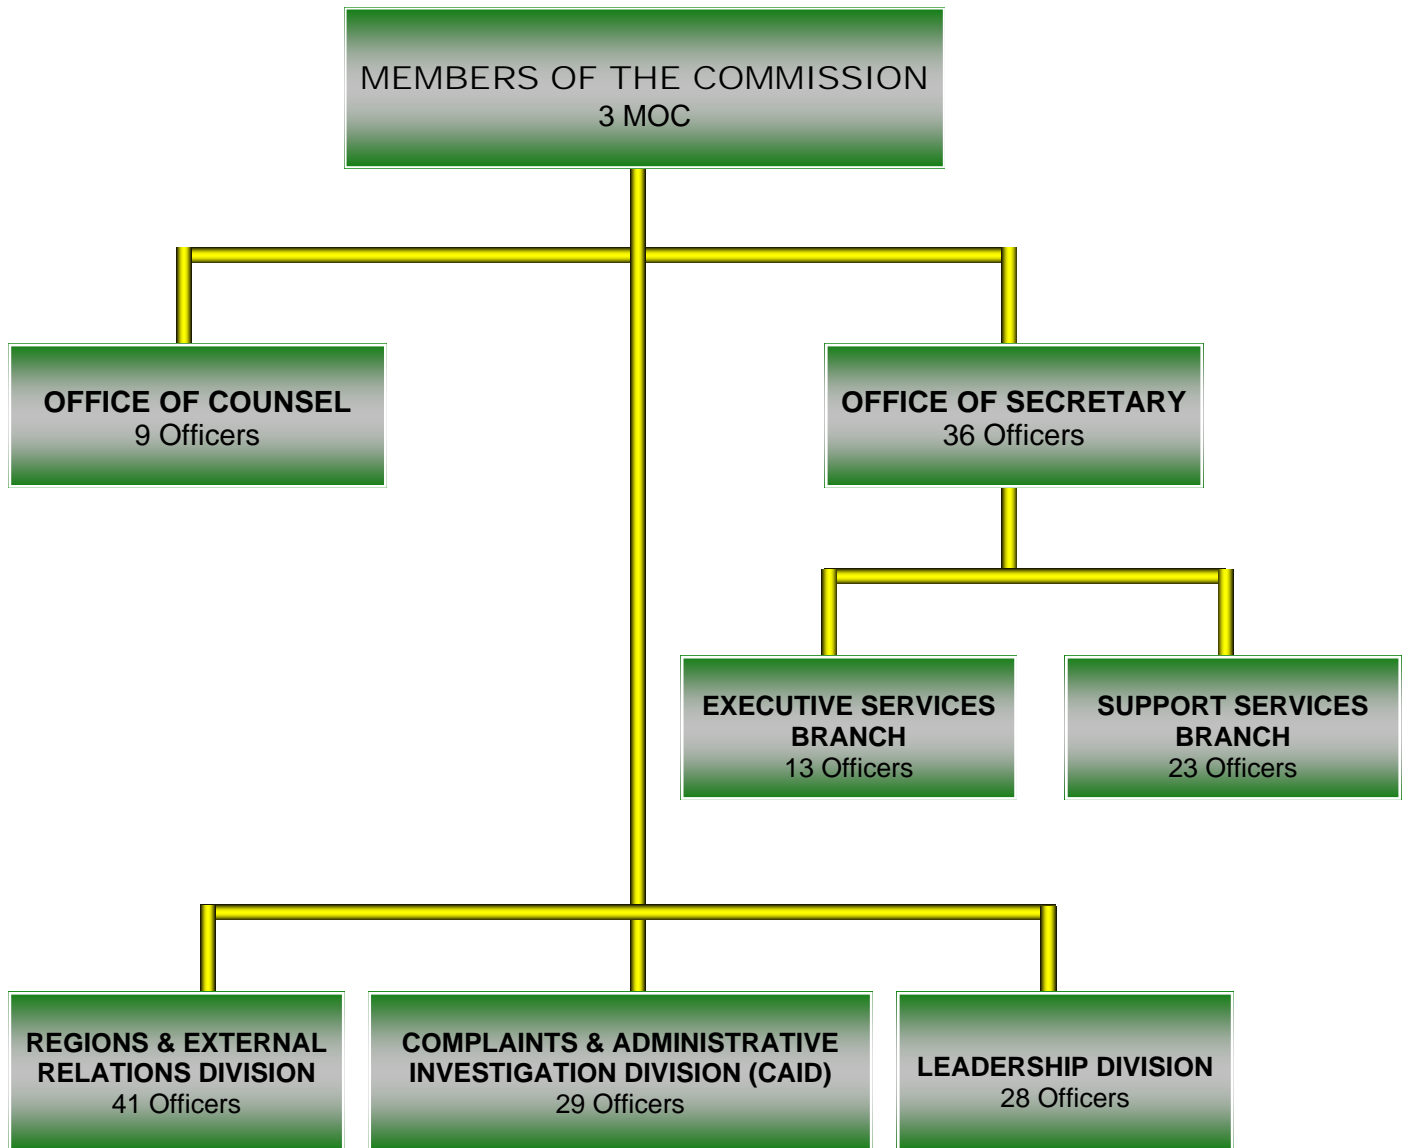 MEMBERS OF THE COMMISSION
3 MOC
OFFICE OF COUNSEL
9 Officers
OFFICE OF SECRETARY
36 Officers
EXECUTIVE SERVICES
BRANCH
13 Officers
SUPPORT SERVICES
BRANCH
23 Officers
REGIONS & EXTERNAL
RELATIONS DIVISION
41 Officers
COMPLAINTS & ADMINISTRATIVE
INVESTIGATION DIVISION (CAID)
29 Officers
LEADERSHIP DIVISION
28 Officers